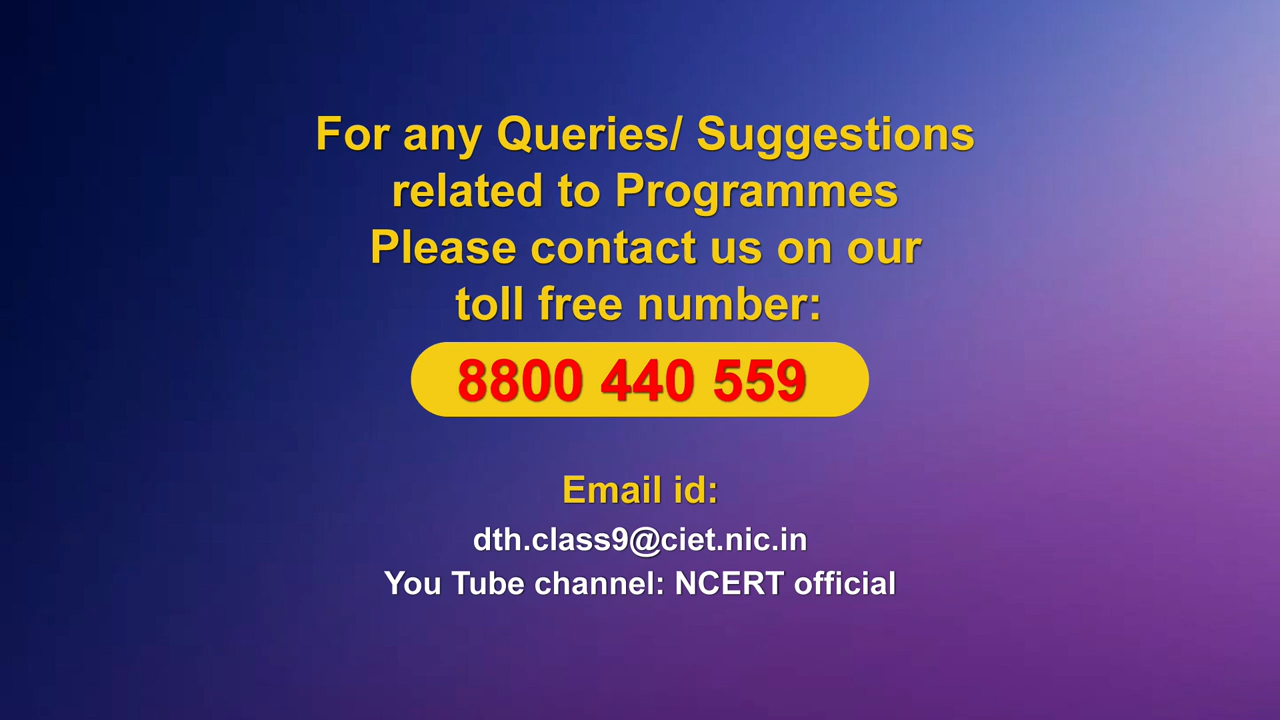 For any Queries/ Suggestions
related to Programmes
Please contact us on our
toll free number:
8800 440 559
Email id:
dth.class9@ciet.nic.in
You Tube channel: NCERT official